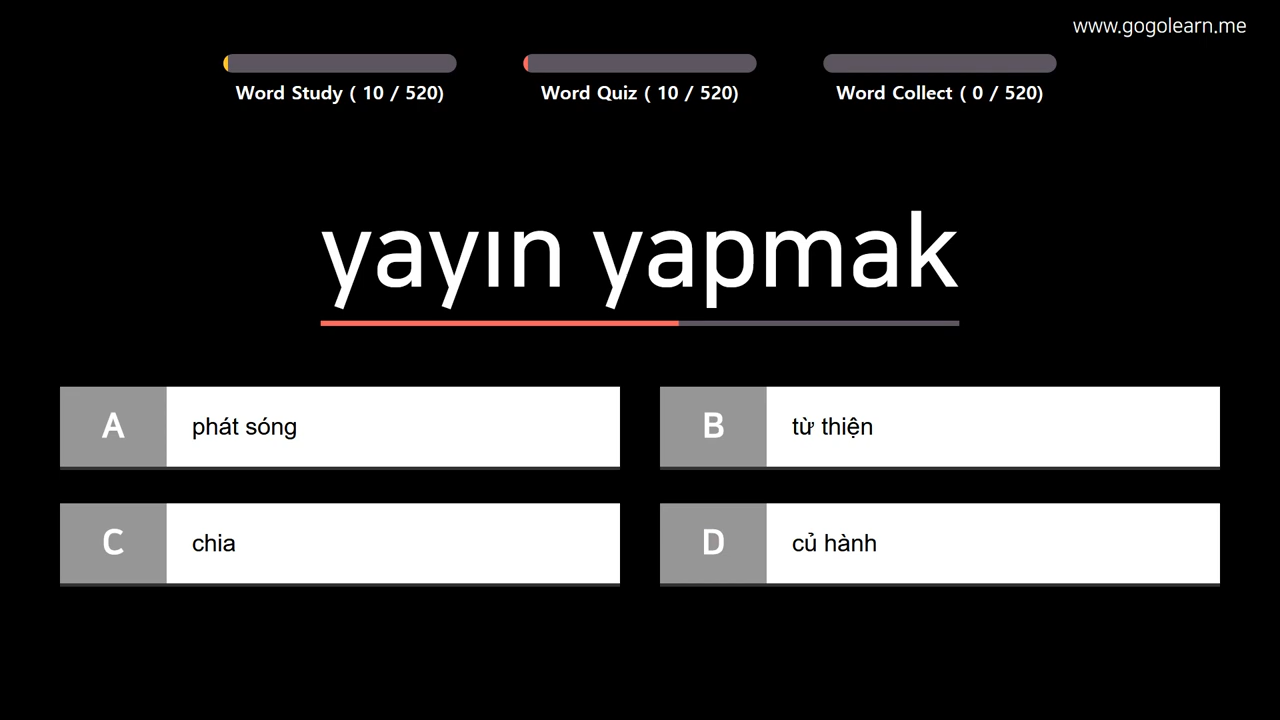 www.gogolearn.me
Word Study ( 10 / 520)
Word Quiz ( 10 / 520)
Word Collect ( 0 / 520)
yayın yapmak
A phát sóng
B từ thiện
C chia
D củ hành